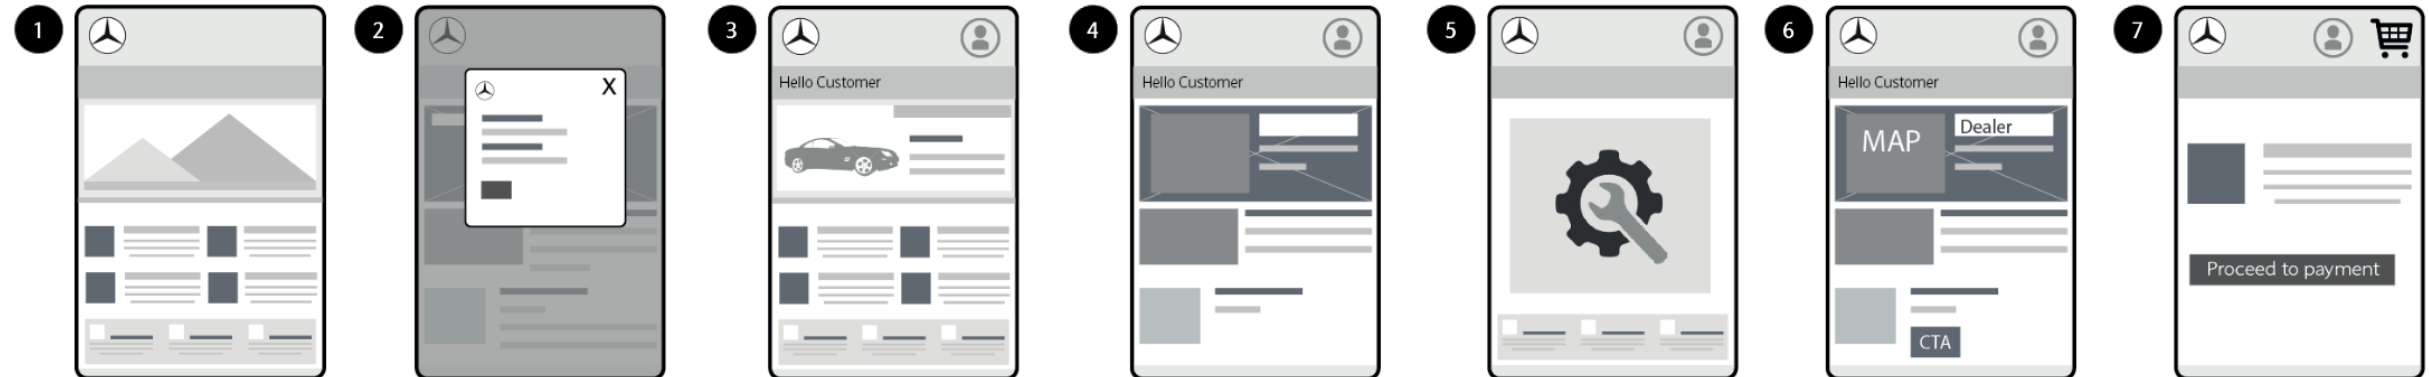 1
2
X
3
Hello Customer
4
Hello Customer
5
6
Hello Customer
MAP
Dealer
CTA
7
Proceed to payment